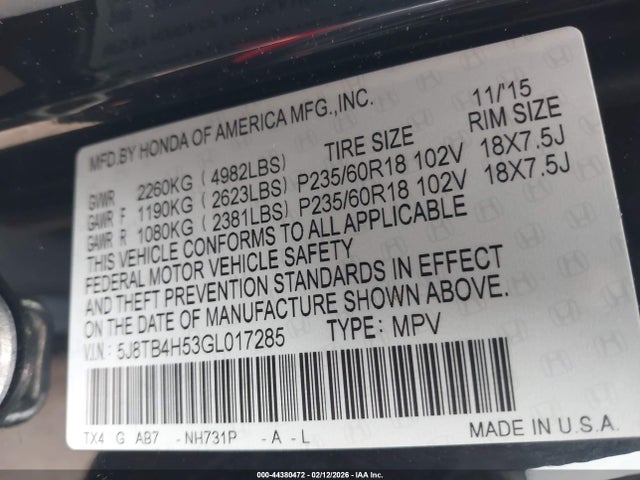 MFD.BY HONDA OF AMERICA MFG.,INC. 11/'15
TIRE SIZE RIM SIZE
GVWR 2260KG (4982LBS)
GAWR F 1190KG (2623LBS) P235/60R18 102V 18X7.5J
GAWR R 1080KG (2381LBS) P235/60R18 102V 18X7.5J
THIS VEHICLE CONFORMS TO ALL APPLICABLE
FEDERAL MOTOR VEHICLE SAFETY
AND THEFT PREVENTION STANDARDS IN EFFECT
ON THE DATE OF MANUFACTURE SHOWN ABOVE.
V.I.N: 5J8TB4H53GL017285 TYPE: MPV
TX4 G AB7 -NH731P -A -L MADE IN U.S.A.
000-44380472 - 02/12/2026 - IAA Inc.